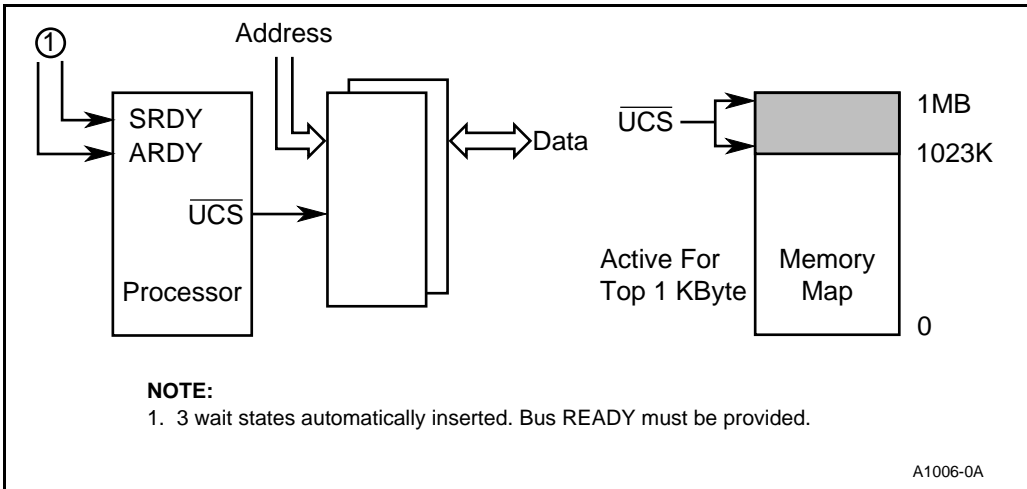 ①
Address
SRDY
ARDY
UCS
Processor
Data
UCS
1MB
1023K
Active For
Top 1 KByte
Memory
Map
0
NOTE:
1. 3 wait states automatically inserted. Bus READY must be provided.
A1006-0A